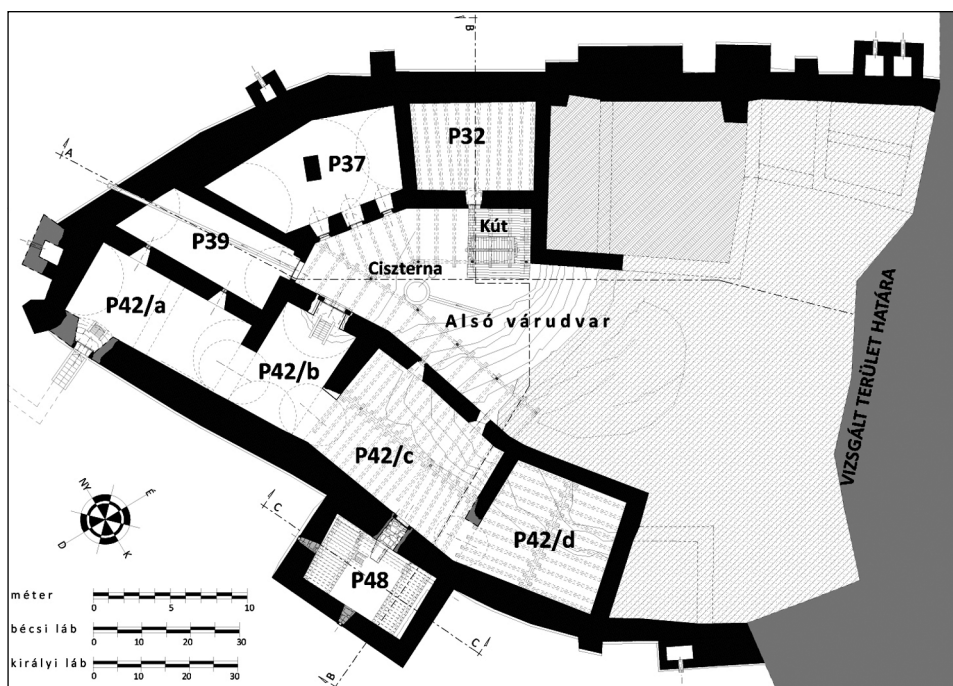 B
A
P32
P37
Kút
P39
Ciszterna
P42/a
Alsó várudvar
P42/b
VIZSGÁLT TERÜLET HATÁRA
P42/c
NY
É
D
K
C
P42/d
P48
C
B
méter
0 5 10
bécsi láb
0 10 20 30
királyi láb
0 10 20 30